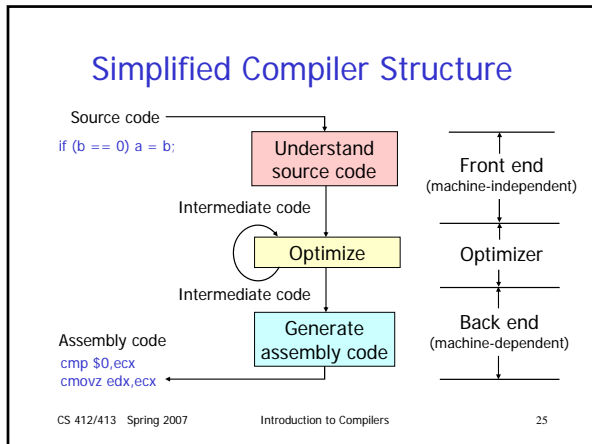 Simplified Compiler Structure
Source code
if (b == 0) a = b;
Understand
source code
Front end
(machine-independent)
Intermediate code
Optimize
Optimizer
Intermediate code
Generate
assembly code
Back end
(machine-dependent)
Assembly code
cmp $0,ecx
cmovz edx,ecx
CS 412/413 Spring 2007
Introduction to Compilers
25